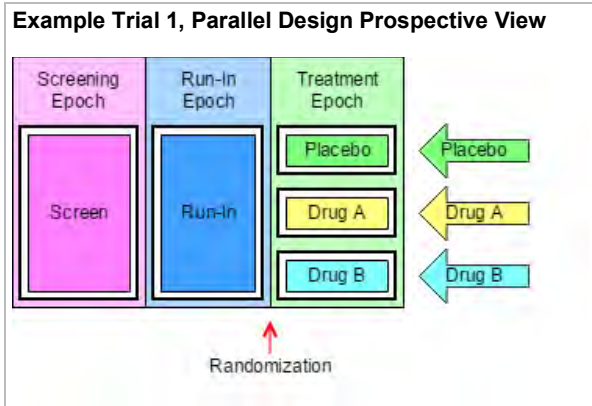 Example Trial 1, Parallel Design Prospective View
Screening
Epoch
Run-In
Epoch
Treatment
Epoch
Screen
Run-In
Placebo
Drug A
Drug B
Placebo
Drug A
Drug B
Randomization